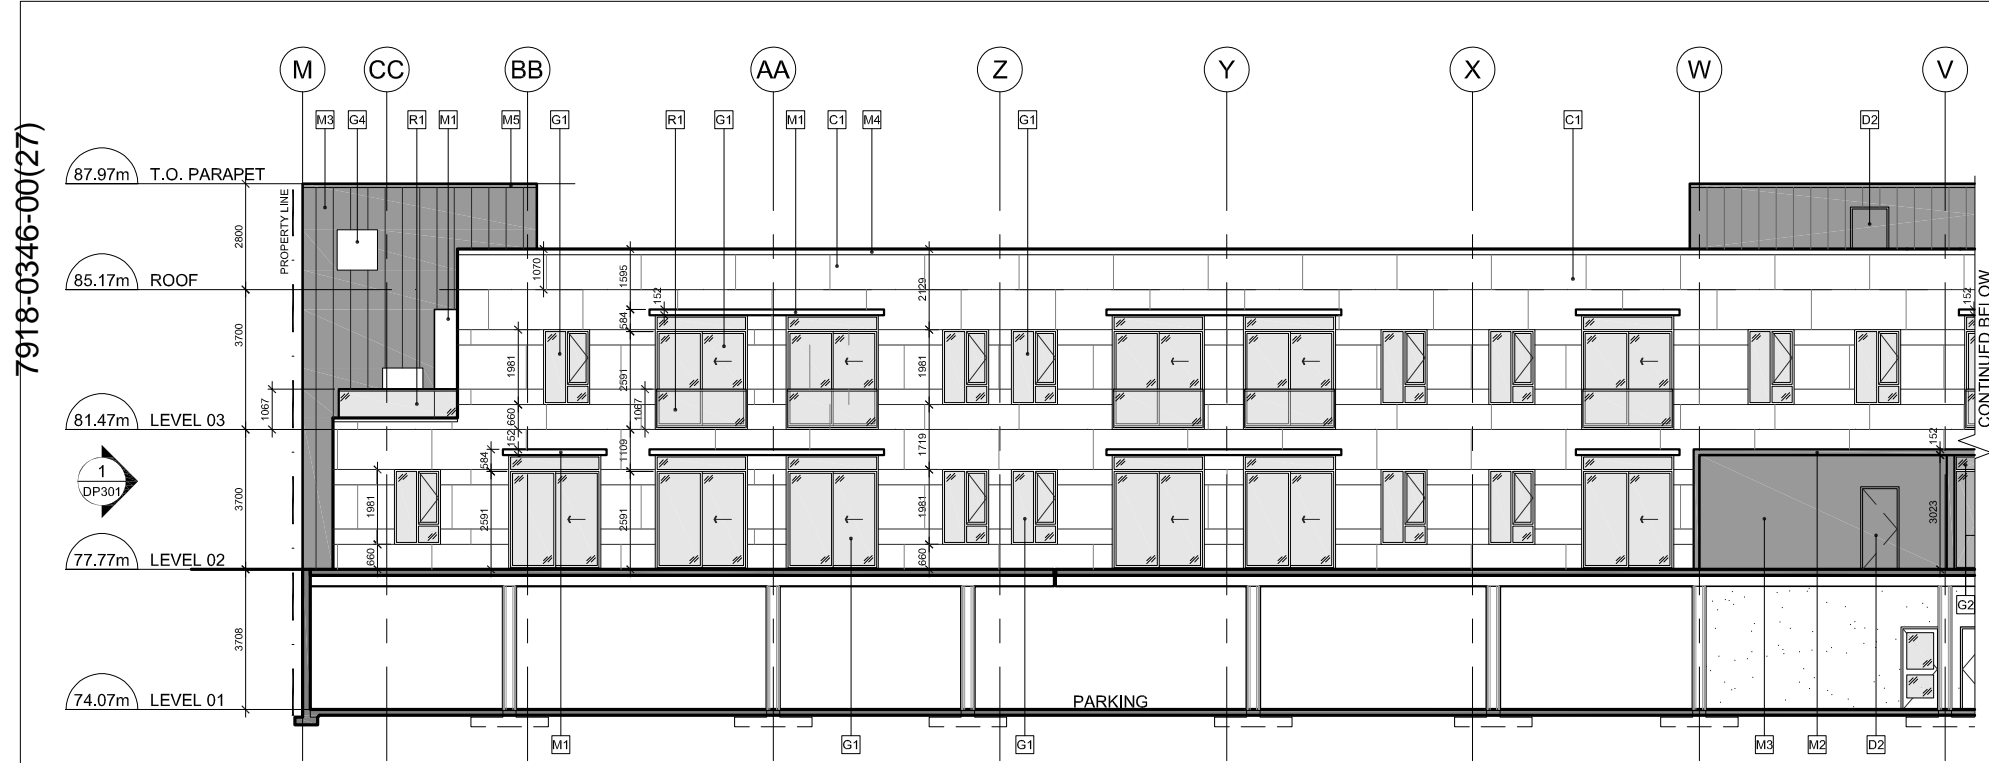 7918-0346-00(27)
M CC BB AA Z Y X W V
M3 G4 R1 M1 M5 G1 R1 G1 M1 C1 M4 G1 C1 D2
87.97m T.O. PARAPET
PROPERTY LINE
2800
85.17m ROOF
1070 1595 2129
152 584 152
3700
1981 2591 1981
1067 660 1067
81.47m LEVEL 03
CONTINUED BELOW
152 584 1109 1719 152
1
DP301
3700
1981 2591 2591 1981 3023
660 660
77.77m LEVEL 02
G2
3708
74.07m LEVEL 01
PARKING
M1 G1 G1 M3 M2 D2